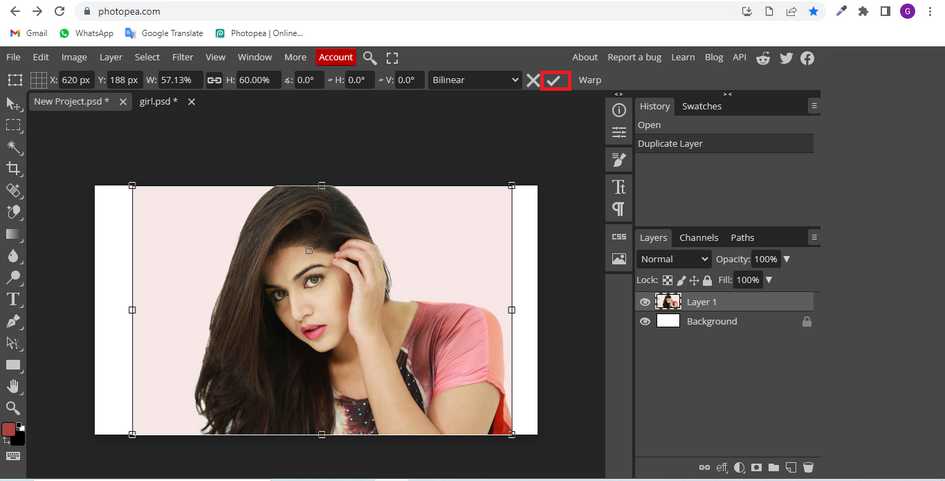 photopea.com
Gmail WhatsApp Google Translate Photopea | Online...
G
File Edit Image Layer Select Filter View Window More Account About Report a bug Learn Blog API
X: 620 px Y: 188 px W: 57.13% H: 60.00% ∡: 0.0° H: 0.0° V: 0.0° Bilinear Warp
New Project.psd * girl.psd *
History Swatches
Open
Duplicate Layer
Layers Channels Paths
Normal Opacity: 100%
Lock: Fill: 100%
Layer 1
Background
CSS
eff